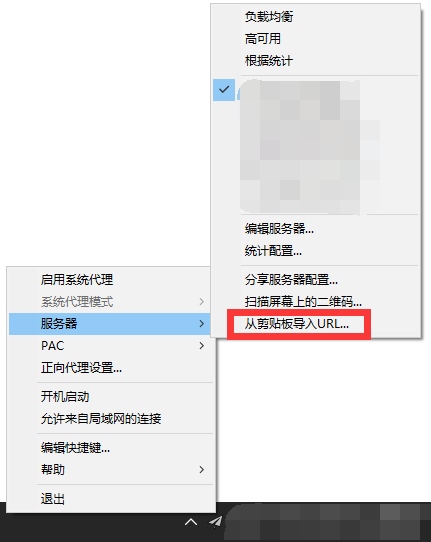 负载均衡
高可用
根据统计
编辑服务器...
统计配置...
分享服务器配置...
扫描屏幕上的二维码...
从剪贴板导入URL...
启用系统代理
系统代理模式
服务器
PAC
正向代理设置...
开机启动
允许来自局域网的连接
编辑快捷键...
帮助
退出